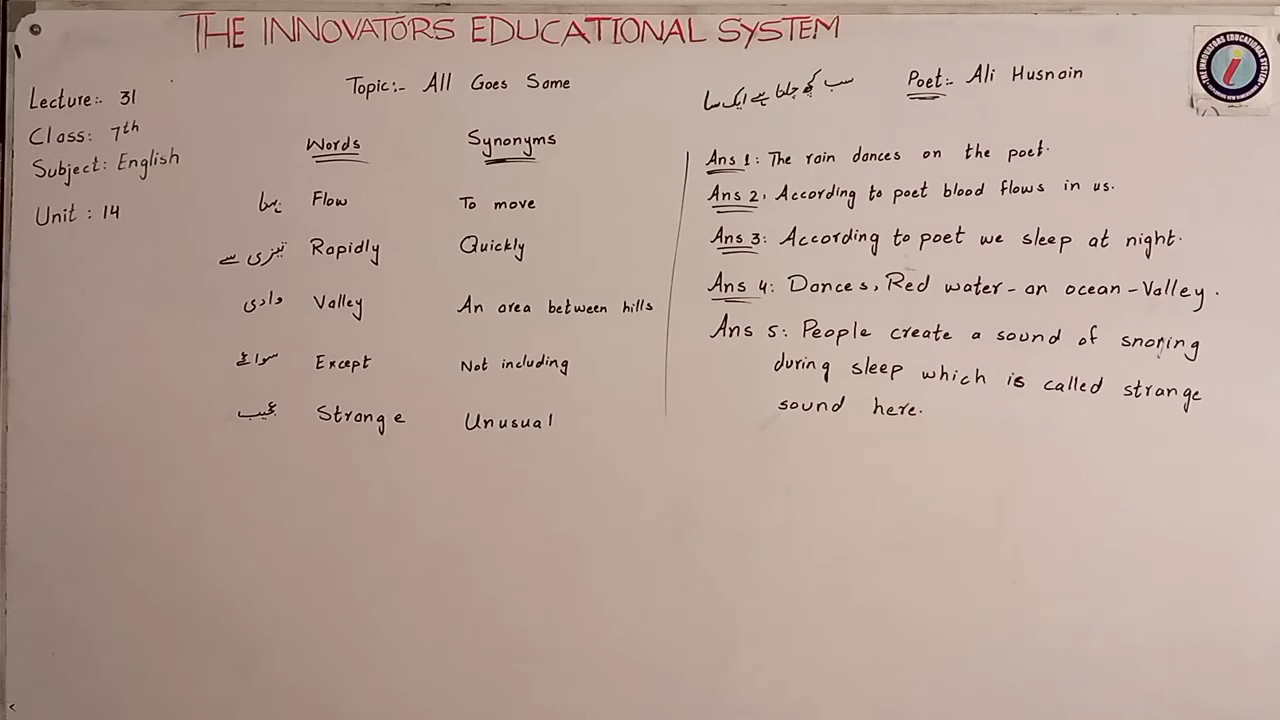 THE INNOVATORS EDUCATIONAL SYSTEM
THE INNOVATORS EDUCATIONAL SYSTEM
Lecture:- 31
Class: 7th
Subject: English
Unit : 14
Topic:- All Goes Same
سب کچھ چلتا ہے ایک سا
Poet:- Ali Husnain
Words Synonyms
بہنا Flow To move
تیزی سے Rapidly Quickly
وادی Valley An area between hills
سوائے Except Not including
عجیب Strange Unusual
Ans 1: The rain dances on the poet.
Ans 2. According to poet blood flows in us.
Ans 3: According to poet we sleep at night.
Ans 4: Dances, Red water - an ocean - Valley.
Ans 5: People create a sound of snoring
during sleep which is called strange
sound here.